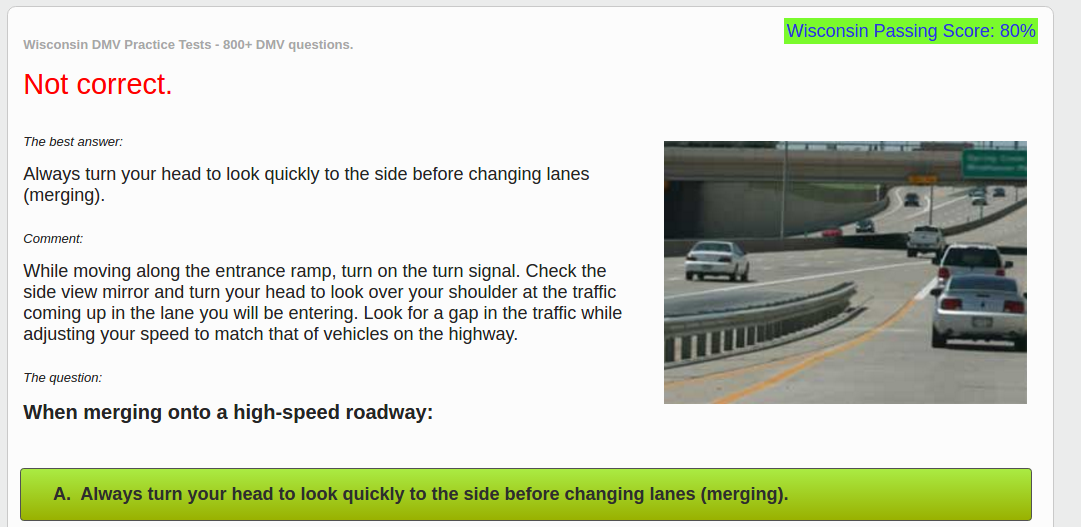 Wisconsin Passing Score: 80%
Wisconsin DMV Practice Tests - 800+ DMV questions.
Not correct.
The best answer:
Always turn your head to look quickly to the side before changing lanes
(merging).
Comment:
While moving along the entrance ramp, turn on the turn signal. Check the
side view mirror and turn your head to look over your shoulder at the traffic
coming up in the lane you will be entering. Look for a gap in the traffic while
adjusting your speed to match that of vehicles on the highway.
The question:
When merging onto a high-speed roadway:
A. Always turn your head to look quickly to the side before changing lanes (merging).